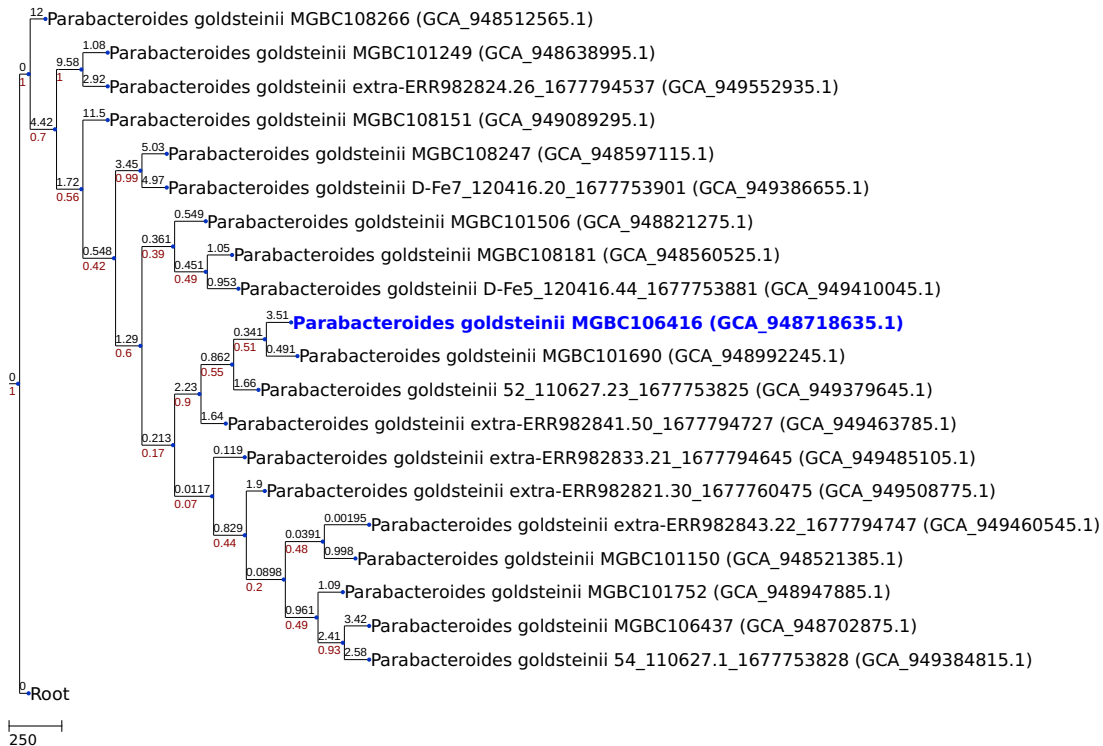 12 Parabacteroides goldsteinii MGBC108266 (GCA_948512565.1)
1.08 Parabacteroides goldsteinii MGBC101249 (GCA_948638995.1)
0 9.58
1 1
2.92 Parabacteroides goldsteinii extra-ERR982824.26_1677794537 (GCA_949552935.1)
11.5 Parabacteroides goldsteinii MGBC108151 (GCA_949089295.1)
4.42
0.7
5.03 Parabacteroides goldsteinii MGBC108247 (GCA_948597115.1)
3.45
0.99
1.72 4.97 Parabacteroides goldsteinii D-Fe7_120416.20_1677753901 (GCA_949386655.1)
0.56
0.549 Parabacteroides goldsteinii MGBC101506 (GCA_948821275.1)
0.361
0.39
0.548 1.05 Parabacteroides goldsteinii MGBC108181 (GCA_948560525.1)
0.42
0.451
0.49
0.953 Parabacteroides goldsteinii D-Fe5_120416.44_1677753881 (GCA_949410045.1)
3.51 Parabacteroides goldsteinii MGBC106416 (GCA_948718635.1)
1.29 0.341
0.6 0.51
0.491 Parabacteroides goldsteinii MGBC101690 (GCA_948992245.1)
0.862
0.55
0
1
1.66 Parabacteroides goldsteinii 52_110627.23_1677753825 (GCA_949379645.1)
2.23
0.9
1.64 Parabacteroides goldsteinii extra-ERR982841.50_1677794727 (GCA_949463785.1)
0.213
0.17
0.119 Parabacteroides goldsteinii extra-ERR982833.21_1677794645 (GCA_949485105.1)
0.0117
0.07
1.9 Parabacteroides goldsteinii extra-ERR982821.30_1677760475 (GCA_949508775.1)
0.829
0.44
0.00195 Parabacteroides goldsteinii extra-ERR982843.22_1677794747 (GCA_949460545.1)
0.0391
0.48
0.998 Parabacteroides goldsteinii MGBC101150 (GCA_948521385.1)
0.0898
0.2
1.09 Parabacteroides goldsteinii MGBC101752 (GCA_948947885.1)
0.961
0.49
3.42 Parabacteroides goldsteinii MGBC106437 (GCA_948702875.1)
2.41
0.93
2.58 Parabacteroides goldsteinii 54_110627.1_1677753828 (GCA_949384815.1)
0 Root
250